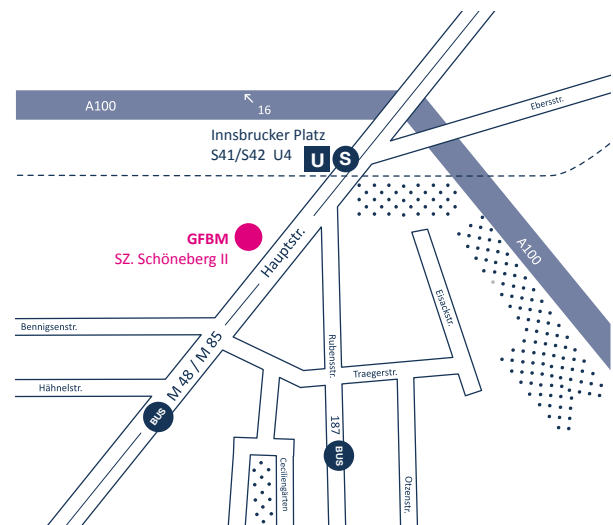 A100
16
Ebersstr.
Innsbrucker Platz
S41/S42 U4
U
S
GFBM
SZ. Schöneberg II
Hauptstr.
A100
Eisackstr.
Bennigsenstr.
M 48 / M 85
Rubensstr.
Traegerstr.
Hähnelstr.
BUS
187
BUS
Ceciliengärten
Otzenstr.